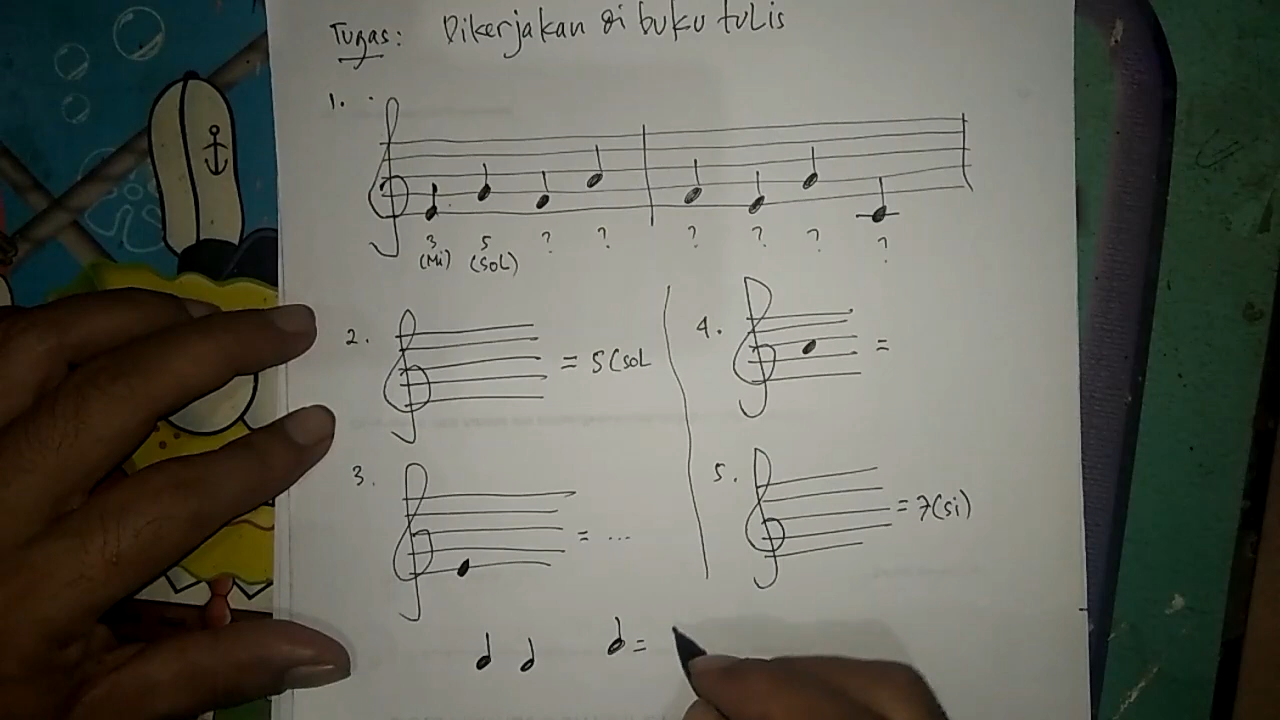 Tugas: Dikerjakan di buku tulis
1.
3 5 ? ? ? ? ? ?
(Mi) (SOL)
2. = 5(sol
3. = ...
4. =
5. = 7(si)
=